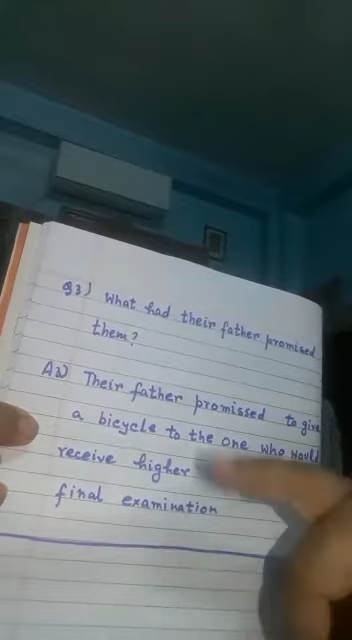 Q3) What had their father promised
them?
A3) Their father promissed to give
a bicycle to the one who would
receive higher
final examination